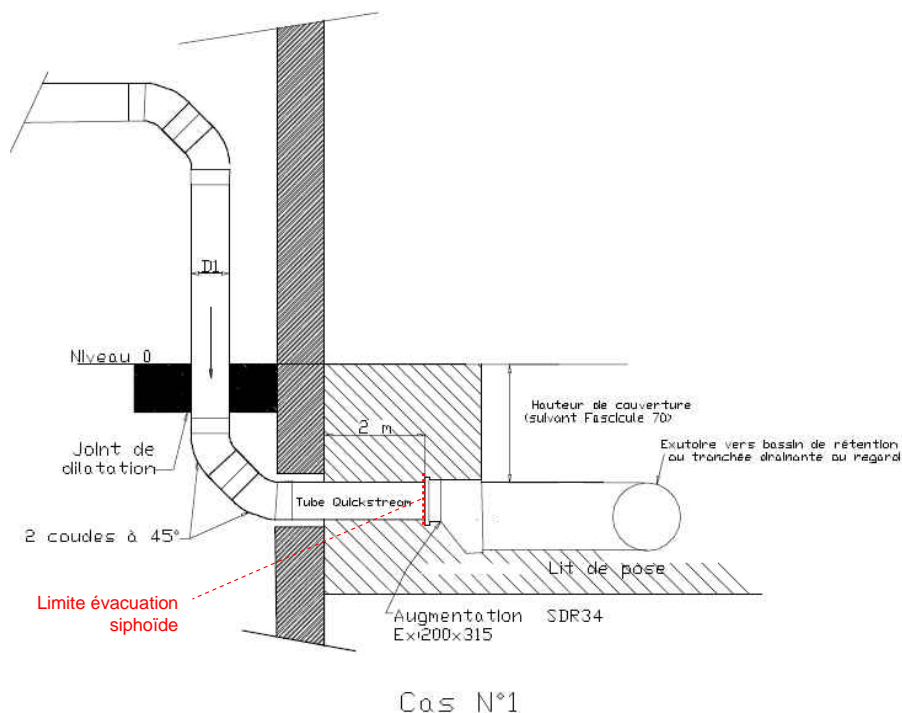 D1
Niveau 0
Hauteur de couverture
(suivant Fascicule 70)
2 m
Exutoire vers bassin de rétention
ou tranchée drainante ou regard
Joint de
dilatation
Tube Quickstream
2 coudes à 45°
Lit de pose
Limite évacuation
siphoïde
Augmentation SDR34
Ex:200x315
Cas N°1